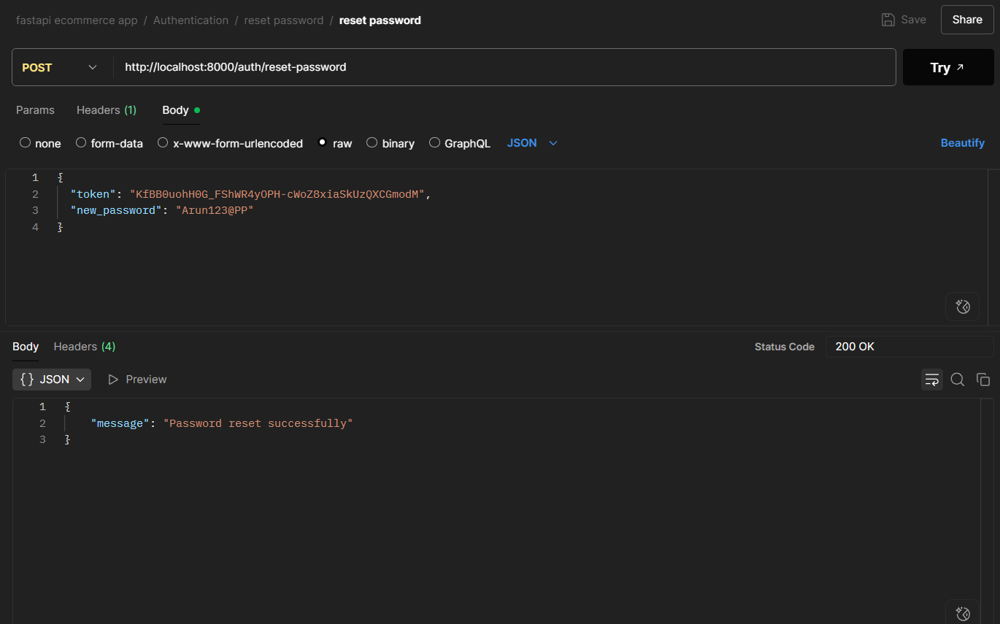 fastapi ecommerce app / Authentication / reset password / reset password
Save
Share
POST
http://localhost:8000/auth/reset-password
Try
Params
Headers (1)
Body
none
form-data
x-www-form-urlencoded
raw
binary
GraphQL
JSON
Beautify
1 {
2 "token": "KfBB0uohH0G_FShWR4yOPH-cWoZ8xiaSkUzQXCGmodM",
3 "new_password": "Arun123@PP"
4 }
Body
Headers (4)
Status Code
200 OK
{} JSON
Preview
1 {
2 "message": "Password reset successfully"
3 }